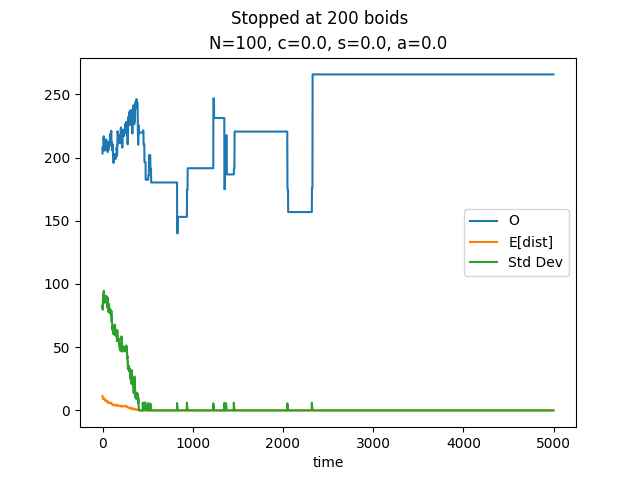 Stopped at 200 boids
N=100, c=0.0, s=0.0, a=0.0
250
200
150
100
50
0
O
E[dist]
Std Dev
0 1000 2000 3000 4000 5000
time